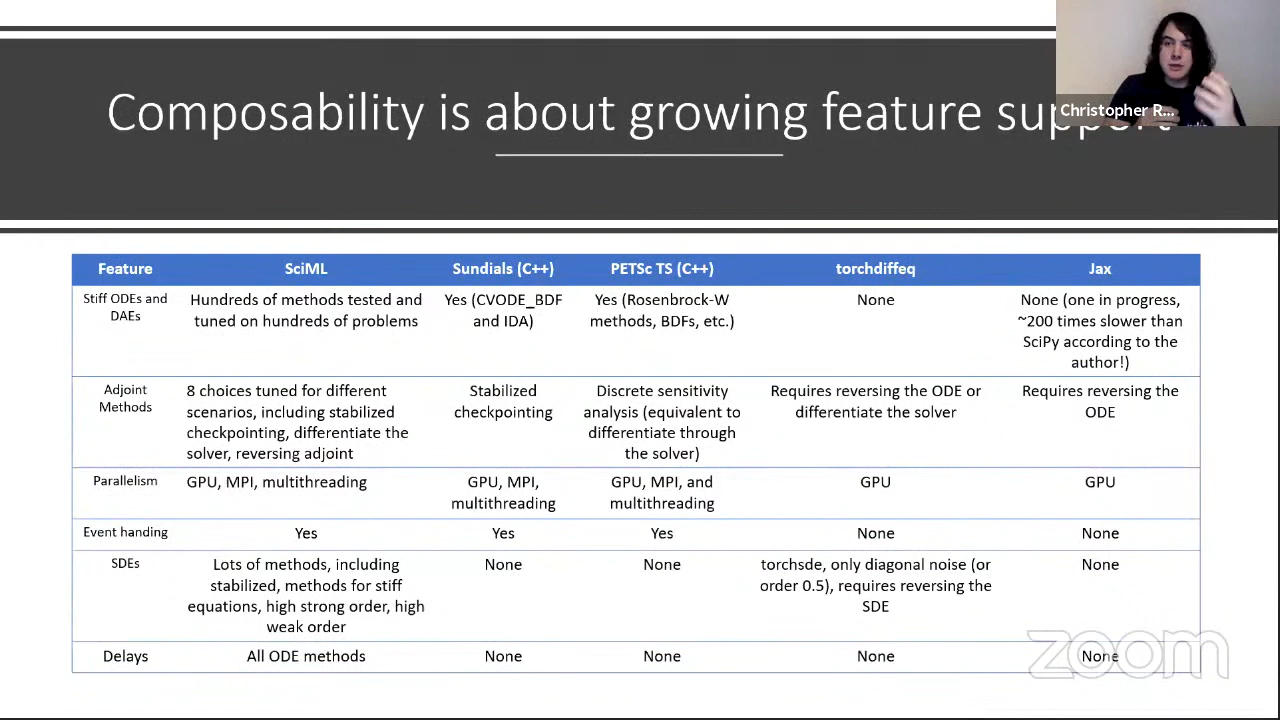 Composability is about growing feature support
Christopher R...
Feature SciML Sundials (C++) PETSc TS (C++) torchdiffeq Jax
Stiff ODEs and
DAEs
Hundreds of methods tested and
tuned on hundreds of problems
Yes (CVODE_BDF
and IDA)
Yes (Rosenbrock-W
methods, BDFs, etc.)
None
None (one in progress,
~200 times slower than
SciPy according to the
author!)
Adjoint
Methods
8 choices tuned for different
scenarios, including stabilized
checkpointing, differentiate the
solver, reversing adjoint
Stabilized
checkpointing
Discrete sensitivity
analysis (equivalent to
differentiate through
the solver)
Requires reversing the ODE or
differentiate the solver
Requires reversing the
ODE
Parallelism
GPU, MPI, multithreading
GPU, MPI,
multithreading
GPU, MPI, and
multithreading
GPU
GPU
Event handing
Yes
Yes
Yes
None
None
SDEs
Lots of methods, including
stabilized, methods for stiff
equations, high strong order, high
weak order
None
None
torchsde, only diagonal noise (or
order 0.5), requires reversing the
SDE
None
Delays
All ODE methods
None
None
None
None
zoom